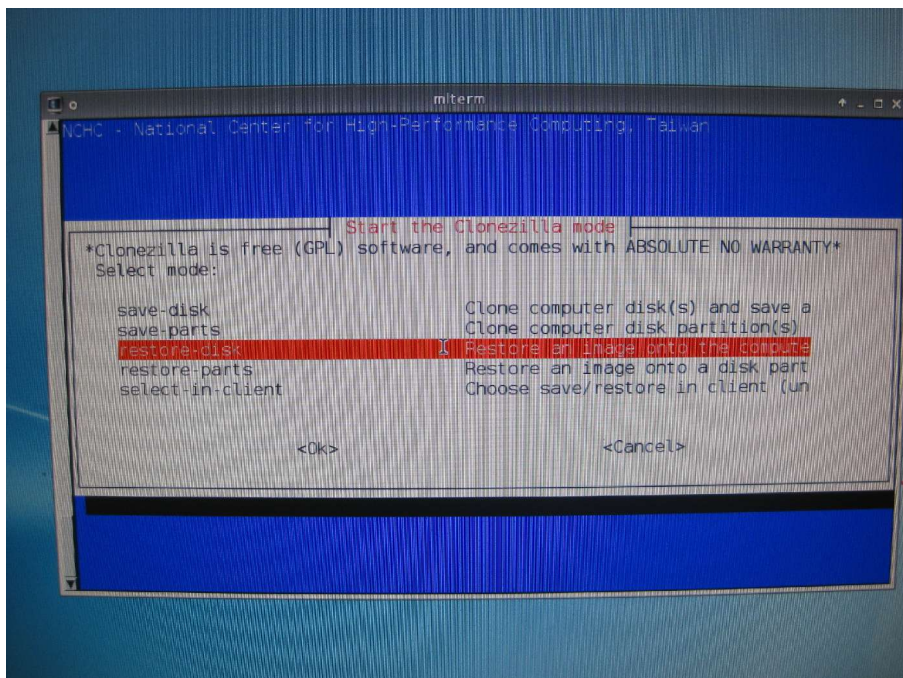 mlterm
NCHC - National Center for High-Performance Computing, Taiwan
Start the Clonezilla mode
*Clonezilla is free (GPL) software, and comes with ABSOLUTE NO WARRANTY*
Select mode:
save-disk Clone computer disk(s) and save a
save-parts Clone computer disk partition(s)
restore-disk Restore an image onto the compute
restore-parts Restore an image onto a disk part
select-in-client Choose save/restore in client (un
<Ok> <Cancel>